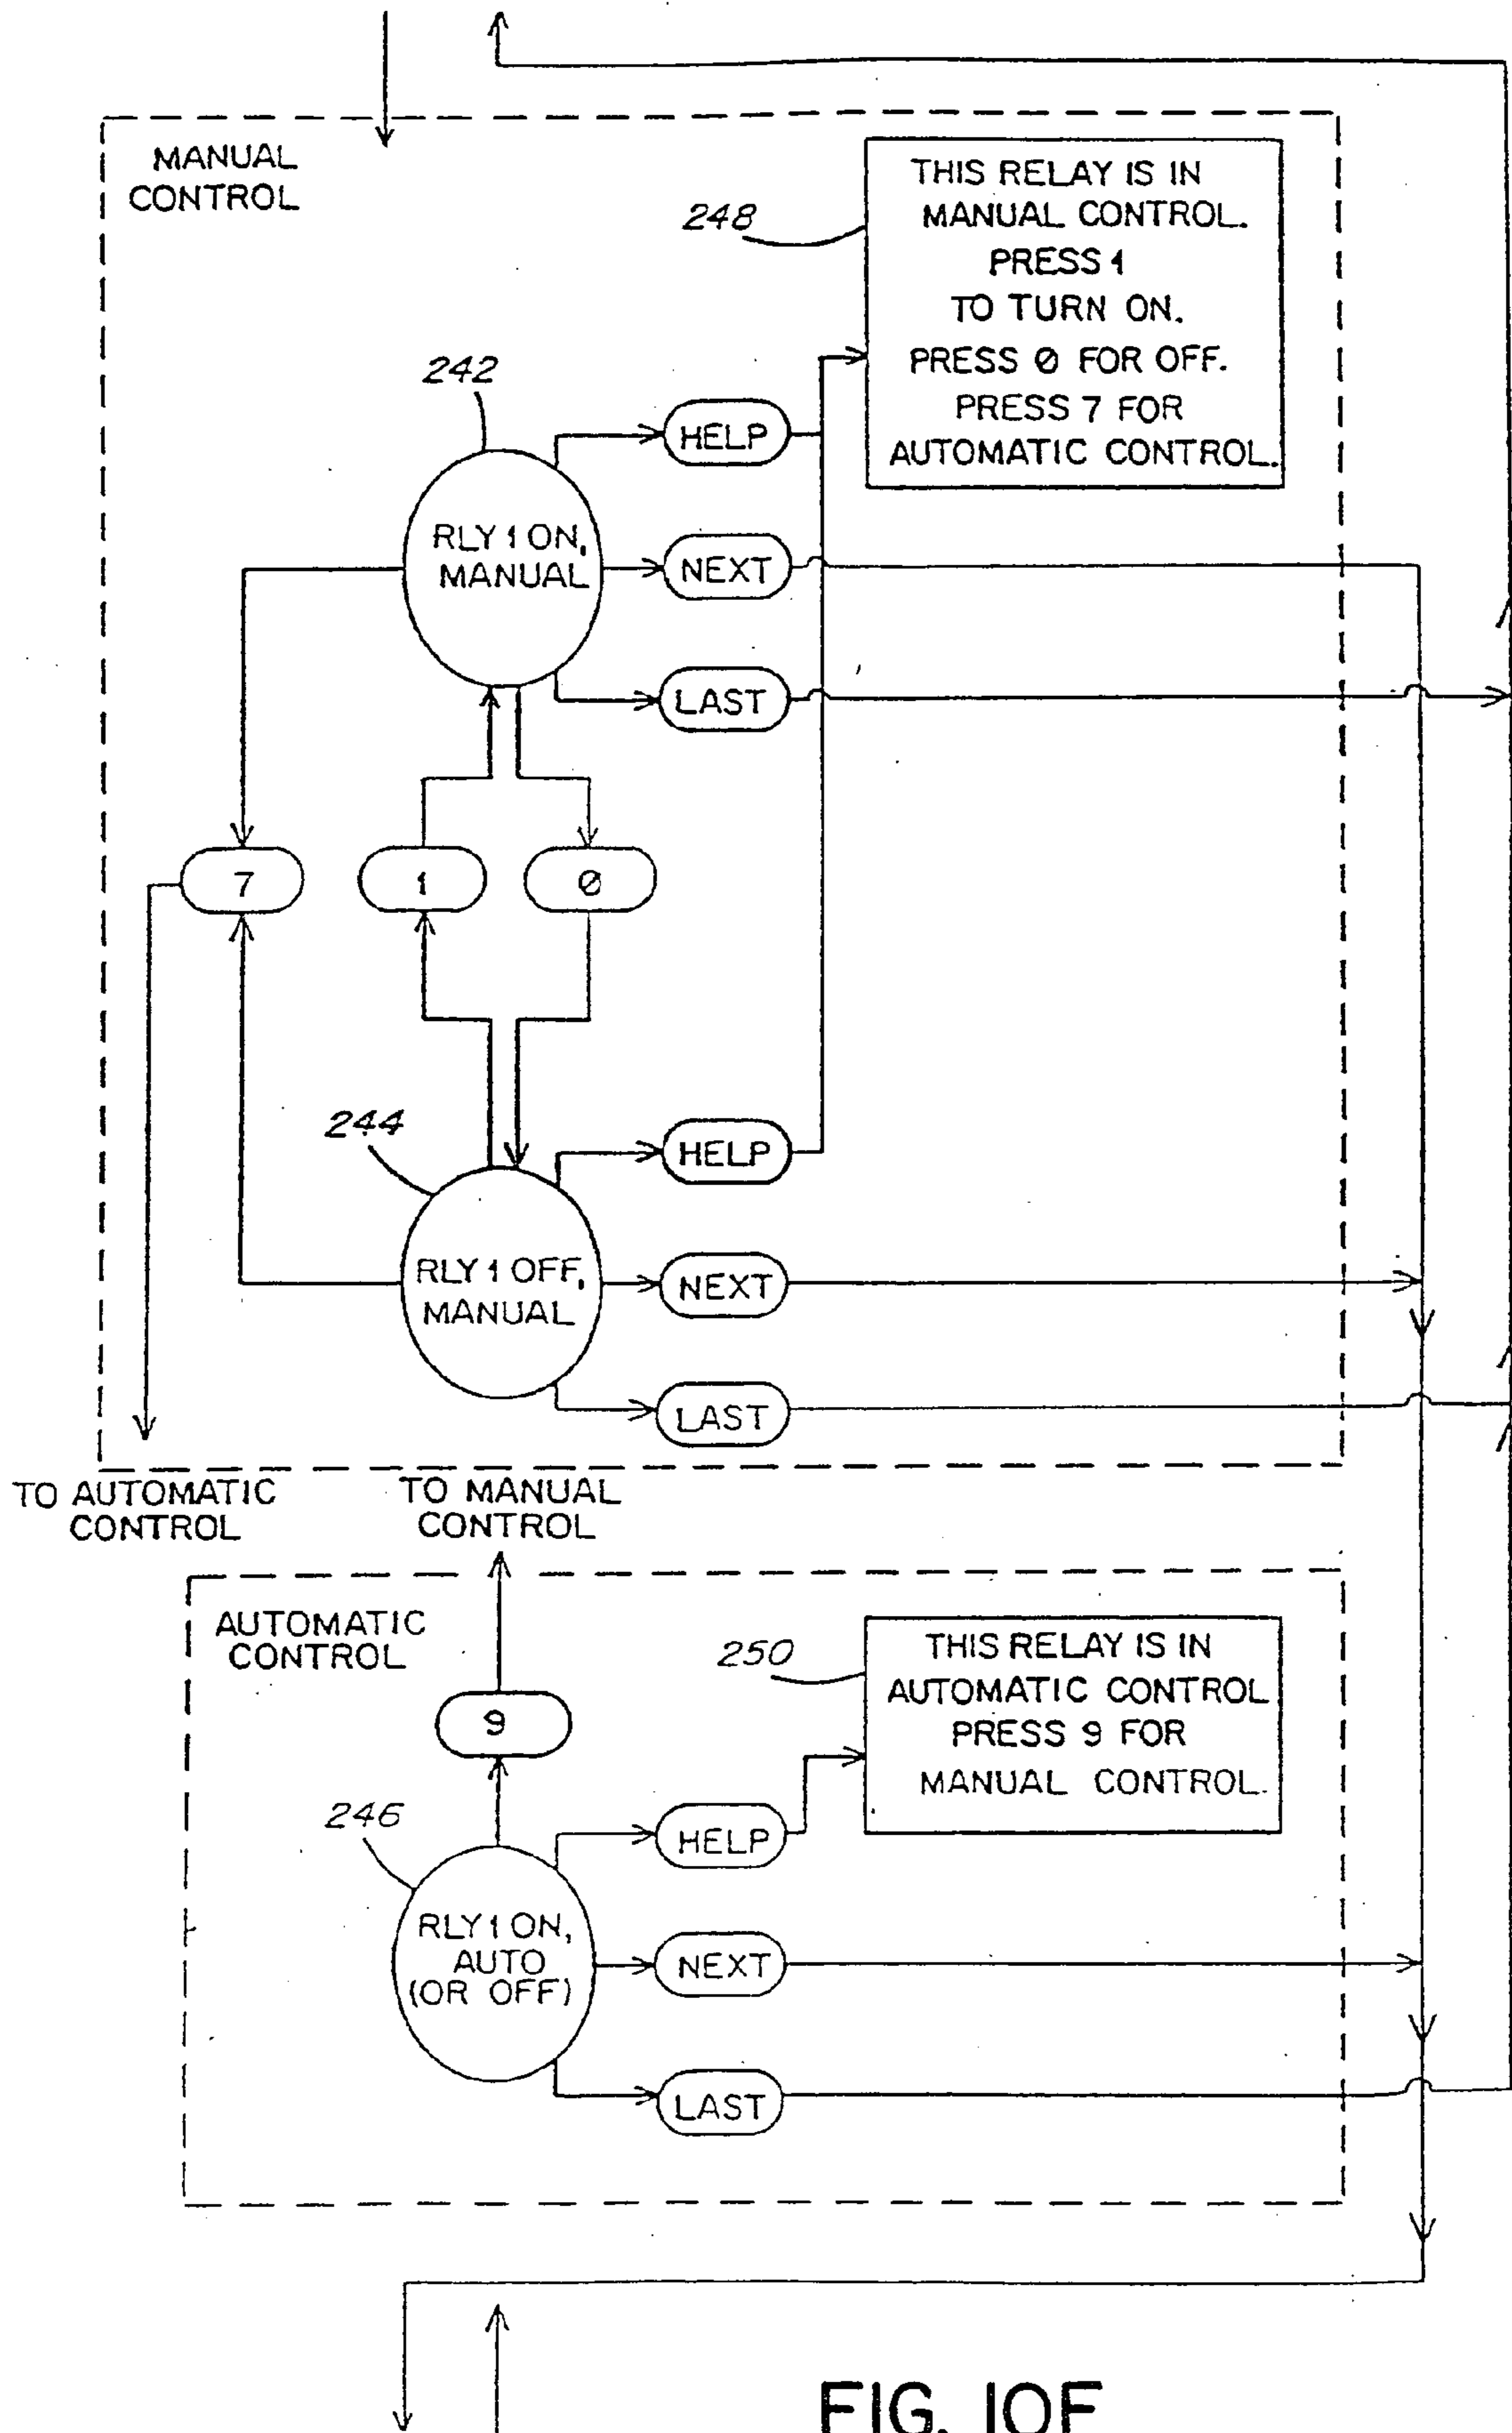 MANUAL
CONTROL
248
THIS RELAY IS IN
MANUAL CONTROL.
PRESS 1
TO TURN ON.
PRESS 0 FOR OFF.
PRESS 7 FOR
AUTOMATIC CONTROL.
242
HELP
RLY 1 ON,
MANUAL
NEXT
LAST
7
1
0
244
HELP
RLY 1 OFF,
MANUAL
NEXT
LAST
TO AUTOMATIC
CONTROL
TO MANUAL
CONTROL
AUTOMATIC
CONTROL
250
THIS RELAY IS IN
AUTOMATIC CONTROL
PRESS 9 FOR
MANUAL CONTROL.
9
246
HELP
RLY 1 ON,
AUTO
(OR OFF)
NEXT
LAST
FIG. 10F